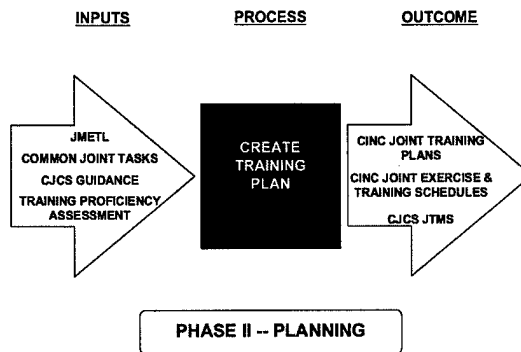 INPUTS
PROCESS
OUTCOME
JMETL
COMMON JOINT TASKS
CJCS GUIDANCE
TRAINING PROFICIENCY
ASSESSMENT
CREATE
TRAINING
PLAN
CINC JOINT TRAINING
PLANS
CINC JOINT EXERCISE &
TRAINING SCHEDULES
CJCS JTMS
PHASE II -- PLANNING